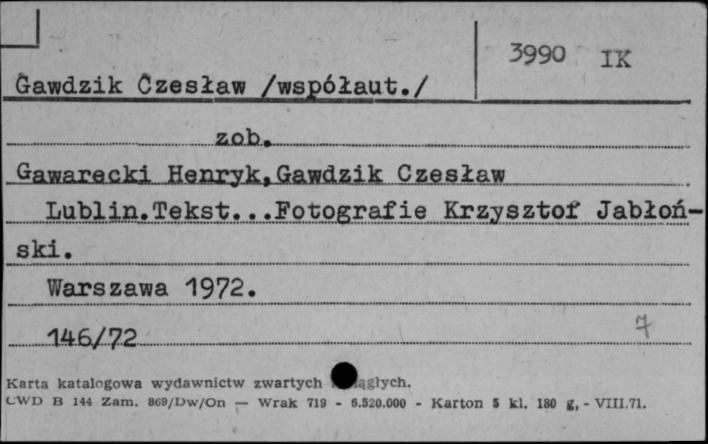 3990 IK
Gawdzik Czesław /współaut./
zob.
Gawarecki Henryk,Gawdzik Czesław
Lublin.Tekst...Fotografie Krzysztof Jabłoń-
ski.
Warszawa 1972.
146/72
7
Karta katalogowa wydawnictw zwartych
CWD B 144 Zam. 869/Dw/On — Wrak 719 - 6.520.000 - Karton 5 kl. 180 g, - VIII.71.